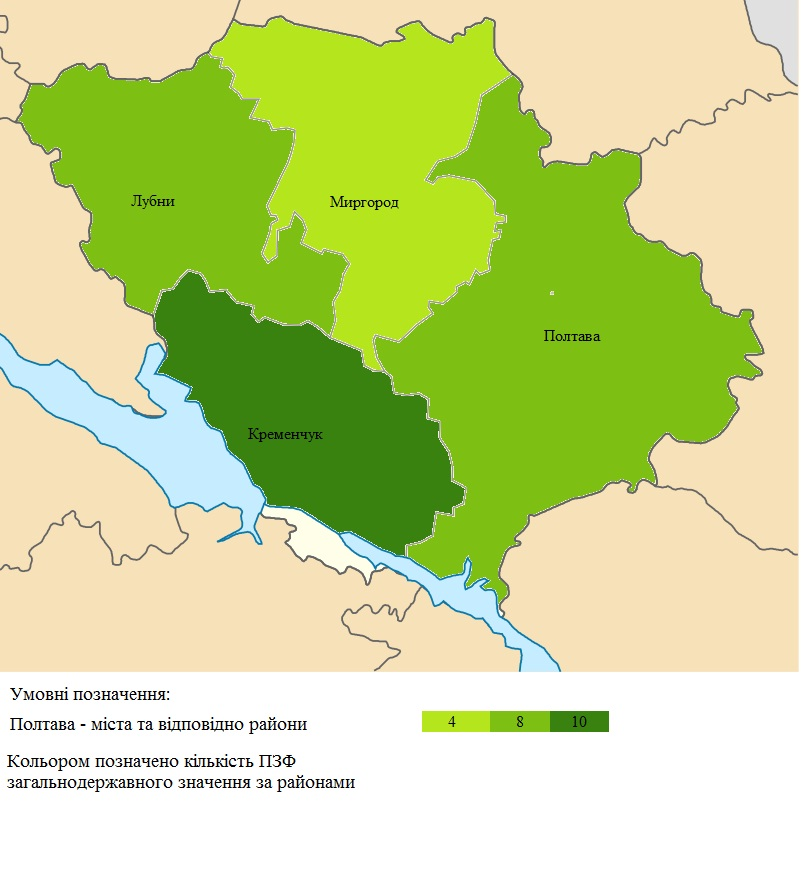 Лубни
Миргород
Полтава
Кременчук
Умовні позначення:
Полтава - міста та відповідно райони
4 8 10
Кольором позначено кількість ПЗФ
загальнодержавного значення за районами